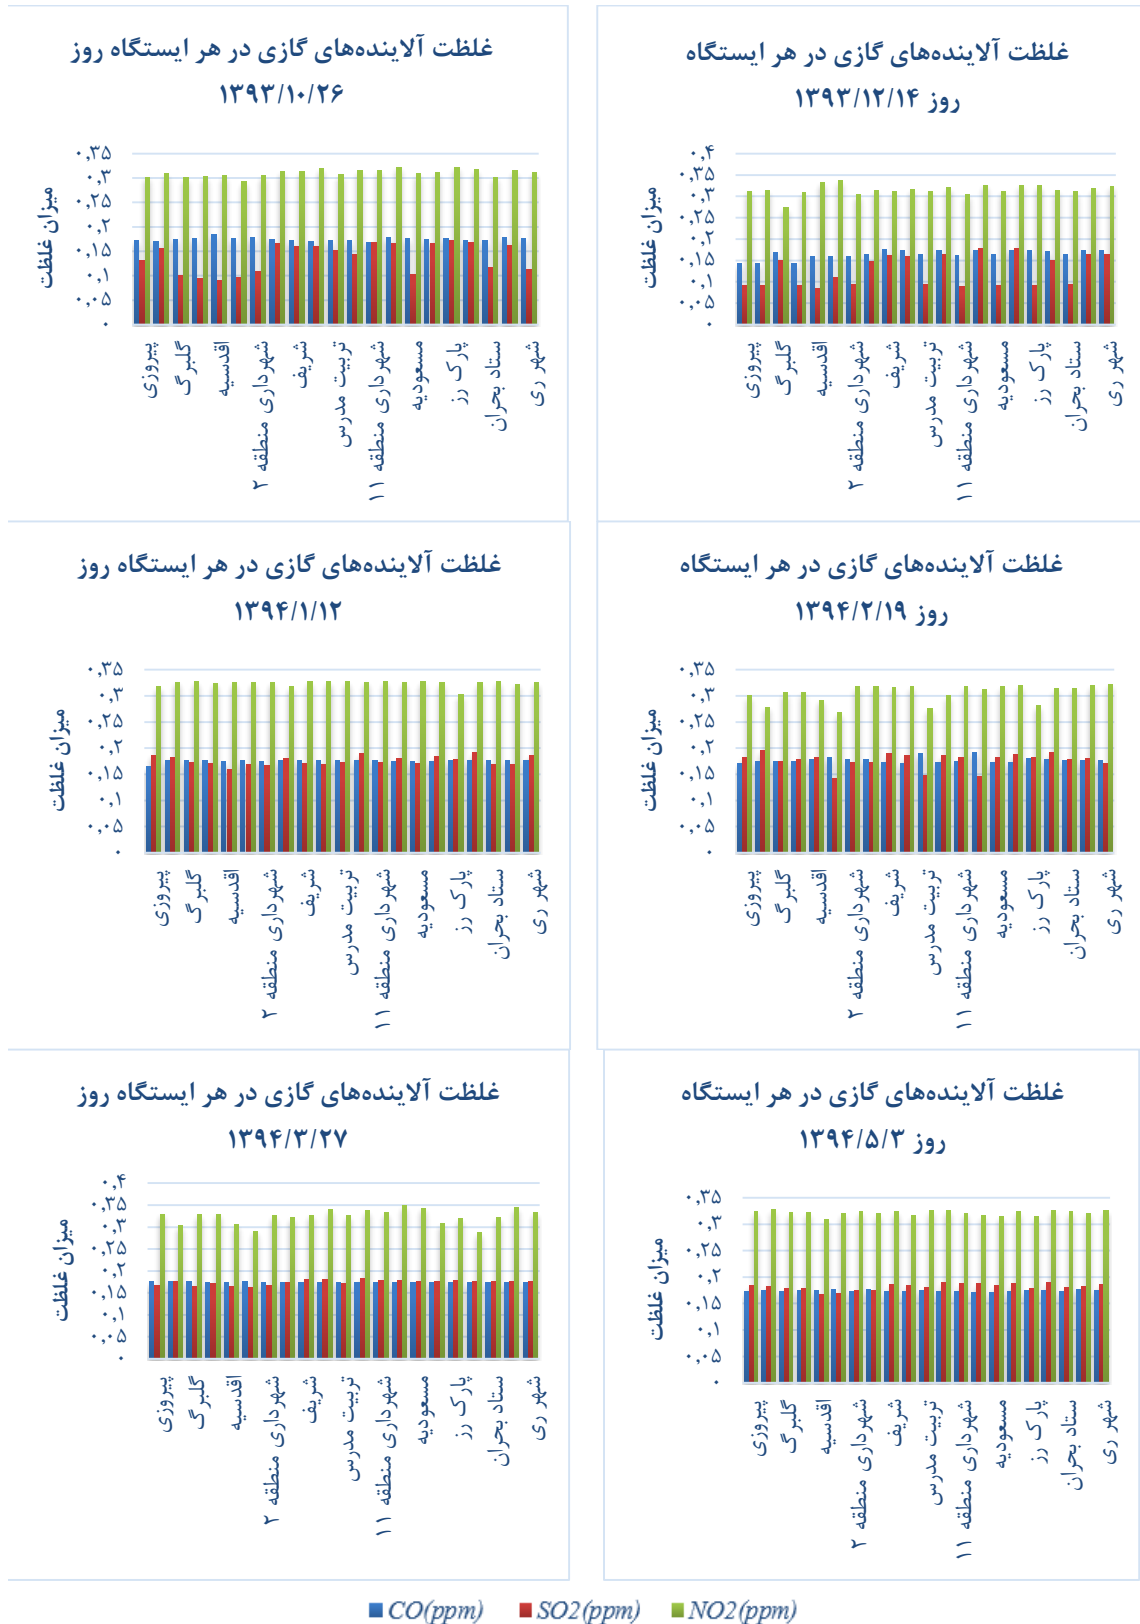 غلظت آلاینده‌های گازی در هر ایستگاه روز
۱۳۹۳/۱۰/۲۶
میزان غلظت
۰,۳۵
۰,۳
۰,۲۵
۰,۲
۰,۱۵
۰,۱
۰,۰۵
۰
پیروزی
گلبرگ
اقدسیه
شهرداری منطقه ۲
شریف
تربیت مدرس
شهرداری منطقه ۱۱
مسعودیه
پارک رز
ستاد بحران
شهر ری
غلظت آلاینده‌های گازی در هر ایستگاه
روز ۱۳۹۳/۱۲/۱۴
میزان غلظت
۰,۴
۰,۳۵
۰,۳
۰,۲۵
۰,۲
۰,۱۵
۰,۱
۰,۰۵
۰
پیروزی
گلبرگ
اقدسیه
شهرداری منطقه ۲
شریف
تربیت مدرس
شهرداری منطقه ۱۱
مسعودیه
پارک رز
ستاد بحران
شهر ری
غلظت آلاینده‌های گازی در هر ایستگاه روز
۱۳۹۴/۱/۱۲
میزان غلظت
۰,۳۵
۰,۳
۰,۲۵
۰,۲
۰,۱۵
۰,۱
۰,۰۵
۰
پیروزی
گلبرگ
اقدسیه
شهرداری منطقه ۲
شریف
تربیت مدرس
شهرداری منطقه ۱۱
مسعودیه
پارک رز
ستاد بحران
شهر ری
غلظت آلاینده‌های گازی در هر ایستگاه
روز ۱۳۹۴/۲/۱۹
میزان غلظت
۰,۳۵
۰,۳
۰,۲۵
۰,۲
۰,۱۵
۰,۱
۰,۰۵
۰
پیروزی
گلبرگ
اقدسیه
شهرداری منطقه ۲
شریف
تربیت مدرس
شهرداری منطقه ۱۱
مسعودیه
پارک رز
ستاد بحران
شهر ری
غلظت آلاینده‌های گازی در هر ایستگاه روز
۱۳۹۴/۳/۲۷
میزان غلظت
۰,۴
۰,۳۵
۰,۳
۰,۲۵
۰,۲
۰,۱۵
۰,۱
۰,۰۵
۰
پیروزی
گلبرگ
اقدسیه
شهرداری منطقه ۲
شریف
تربیت مدرس
شهرداری منطقه ۱۱
مسعودیه
پارک رز
ستاد بحران
شهر ری
غلظت آلاینده‌های گازی در هر ایستگاه
روز ۱۳۹۴/۵/۳
میزان غلظت
۰,۳۵
۰,۳
۰,۲۵
۰,۲
۰,۱۵
۰,۱
۰,۰۵
۰
پیروزی
گلبرگ
اقدسیه
شهرداری منطقه ۲
شریف
تربیت مدرس
شهرداری منطقه ۱۱
مسعودیه
پارک رز
ستاد بحران
شهر ری
CO(ppm) SO2(ppm) NO2(ppm)